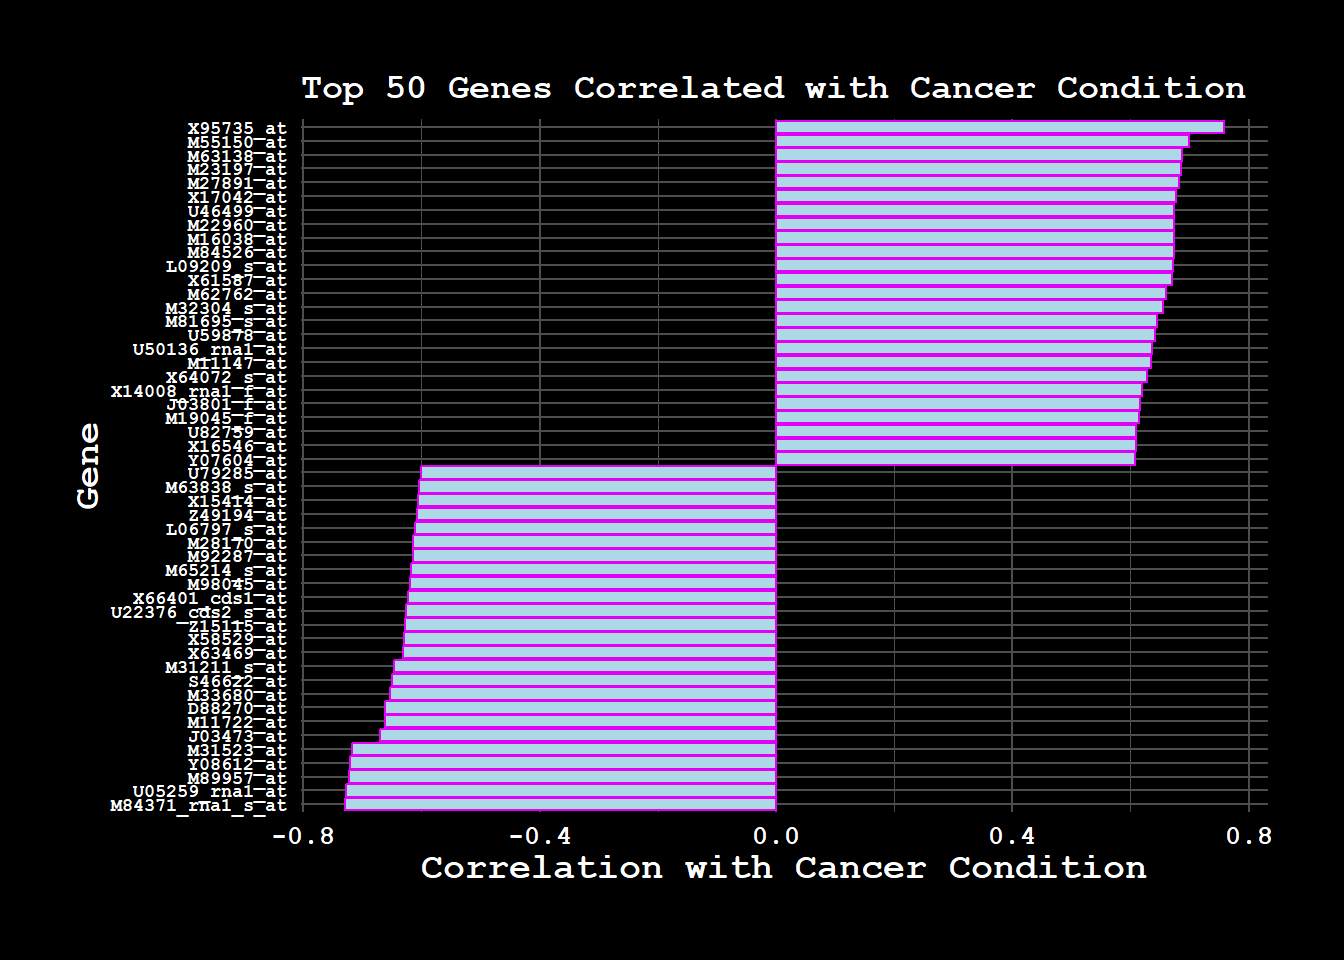 Top 50 Genes Correlated with Cancer Condition
X95735_at
M55150_at
M63138_at
M23197_at
M27891_at
X17042_at
U46499_at
M22960_at
M16038_at
M84526_at
L09209_s_at
X61587_at
M62762_at
M32304_s_at
M81695_s_at
U59878_at
U50136_rna1_at
M11147_at
X64072_s_at
X14008_rna1_f_at
J03801_f_at
M19045_f_at
U82759_at
X16546_at
Y07604_at
U79285_at
M63838_s_at
X15414_at
Z49194_at
L06797_s_at
M28170_at
M92287_at
M65214_s_at
M98045_at
X66401_cds1_at
U22376_cds2_s_at
Z15115_at
X58529_at
X63469_at
M31211_s_at
S46622_at
M33680_at
D88270_at
M11722_at
J03473_at
M31523_at
Y08612_at
M89957_at
U05259_rna1_at
M84371_rna1_s_at
Gene
-0.8 -0.4 0.0 0.4 0.8
Correlation with Cancer Condition